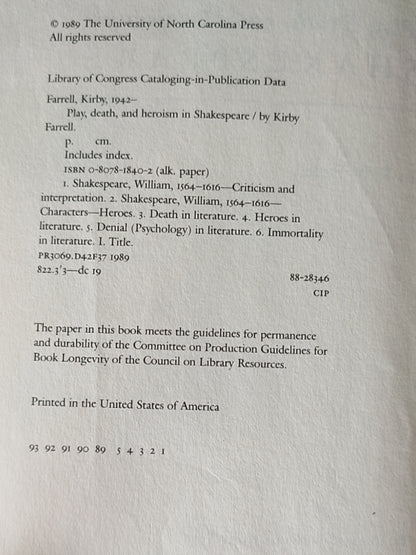 © 1989 The University of North Carolina Press
All rights reserved
Library of Congress Cataloging-in-Publication Data
Farrell, Kirby, 1942–
Play, death, and heroism in Shakespeare / by Kirby
Farrell.
p. cm.
Includes index.
ISBN 0-8078-1840-2 (alk. paper)
1. Shakespeare, William, 1564–1616—Criticism and
interpretation. 2. Shakespeare, William, 1564–1616—
Characters—Heroes. 3. Death in literature. 4. Heroes in
literature. 5. Denial (Psychology) in literature. 6. Immortality
in literature. I. Title.
PR3069.D42F37 1989
822.3'3—dc 19 88-28346
CIP
The paper in this book meets the guidelines for permanence
and durability of the Committee on Production Guidelines for
Book Longevity of the Council on Library Resources.
Printed in the United States of America
93 92 91 90 89 5 4 3 2 1